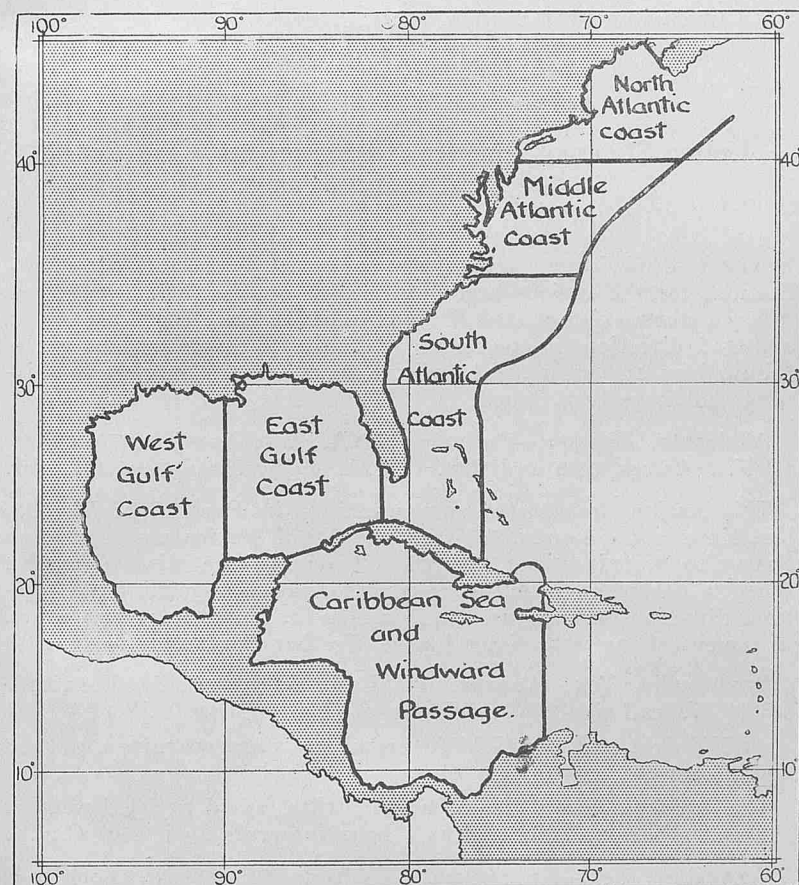 100° 90° 80° 70° 60°
North
Atlantic
Coast
40° 40°
Middle
Atlantic
Coast
South
Atlantic
Coast
30° 30°
West
Gulf
Coast
East
Gulf
Coast
20° 20°
Caribbean Sea
and
Windward
Passage.
10° 10°
100° 90° 80° 70° 60°